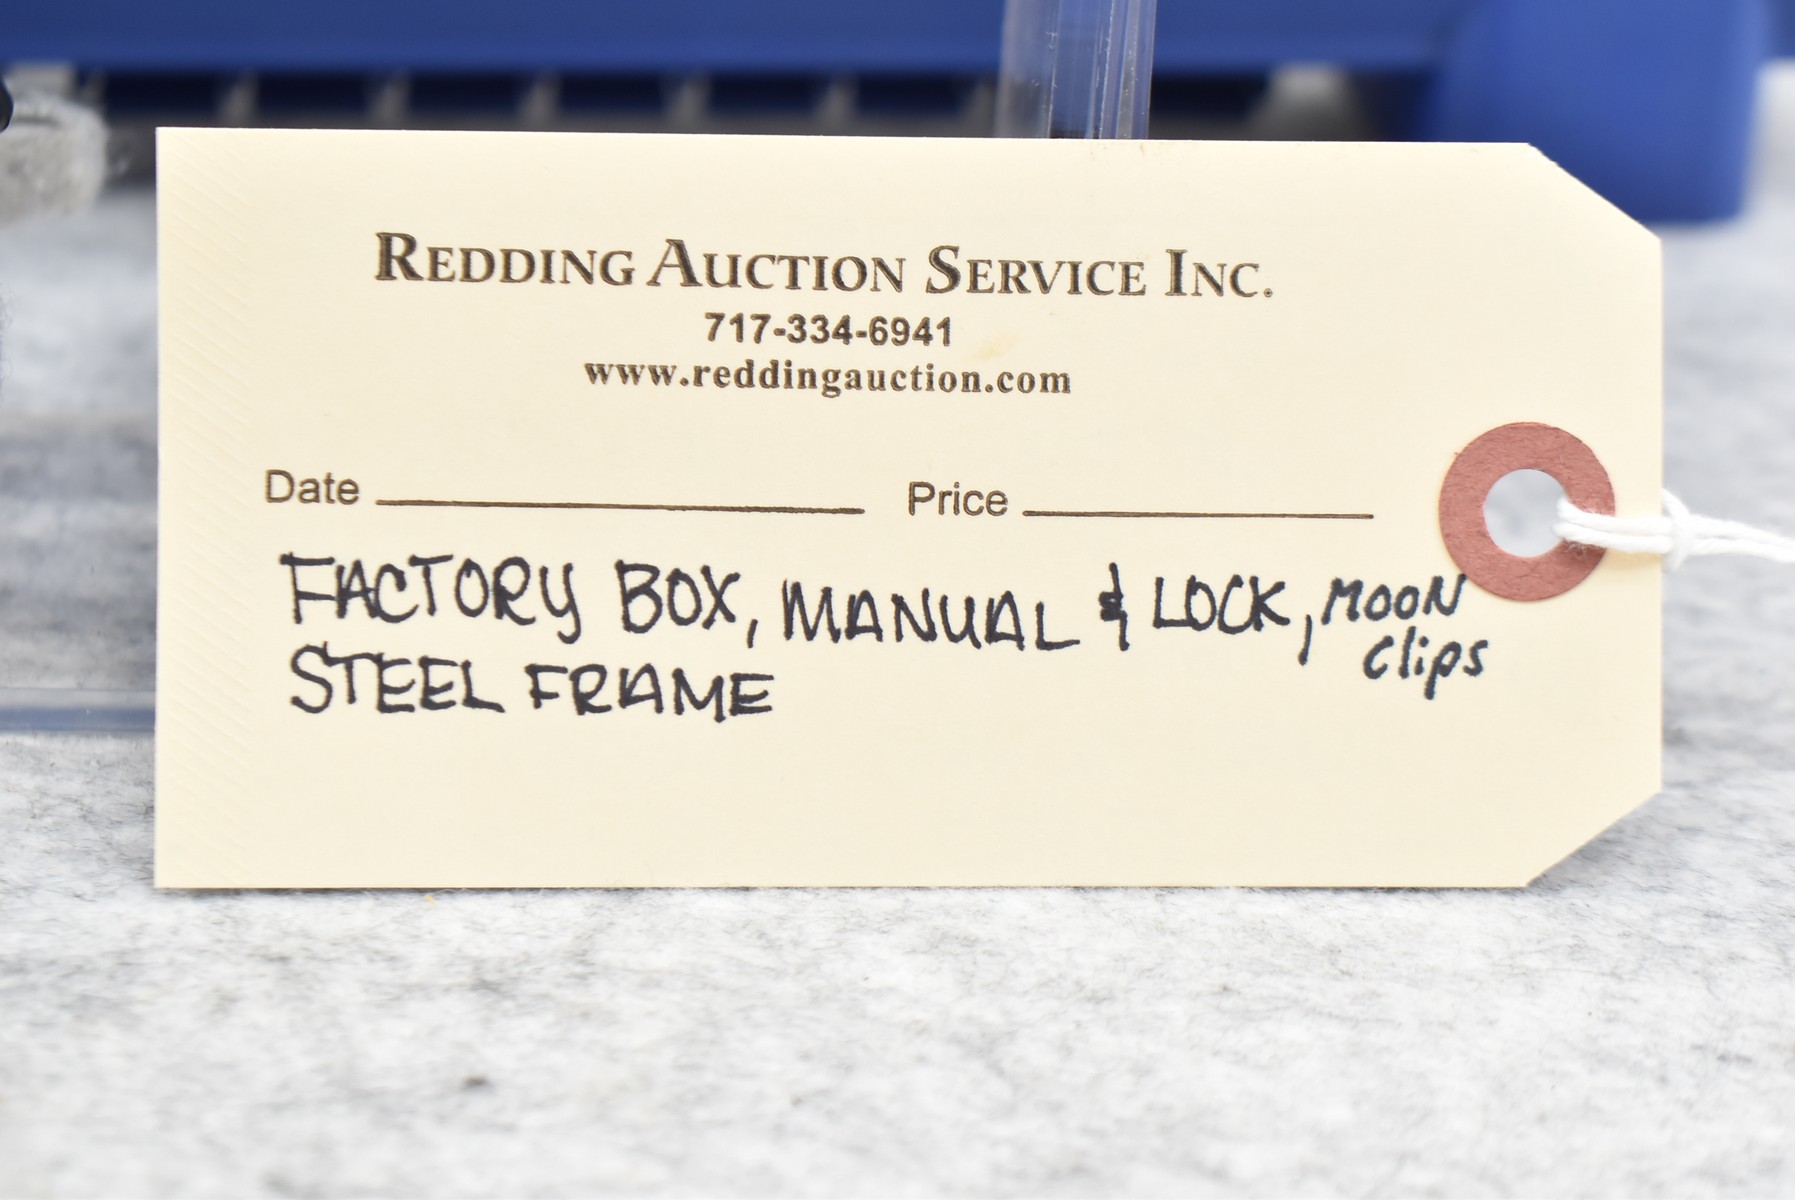 REDDING AUCTION SERVICE INC.
717-334-6941
www.reddingauction.com
Date Price
FACTORY BOX, MANUAL & LOCK, MOON
Clips
STEEL FRAME